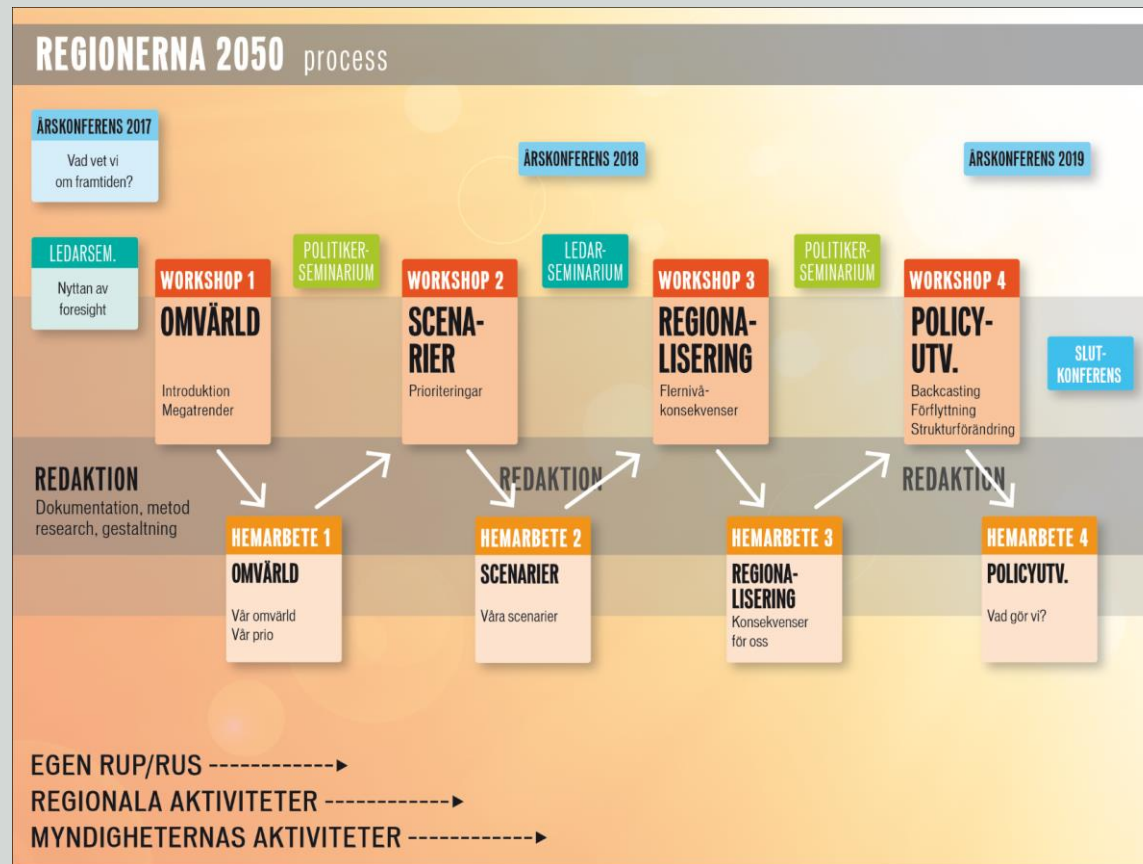 REGIONERNA 2050 process
ÅRSKONFERENS 2017
Vad vet vi
om framtiden?
ÅRSKONFERENS 2018
ÅRSKONFERENS 2019
LEDARSEM.
Nyttan av
foresight
POLITIKER-
SEMINARIUM
LEDAR-
SEMINARIUM
POLITIKER-
SEMINARIUM
WORKSHOP 1
OMVÄRLD
Introduktion
Megatrender
WORKSHOP 2
SCENA-
RIER
Prioriteringar
WORKSHOP 3
REGIONA-
LISERING
Flernivå-
konsekvenser
WORKSHOP 4
POLICY-
UTV.
Backcasting
Förflyttning
Strukturförändring
SLUT-
KONFERENS
REDAKTION
Dokumentation, metod
research, gestaltning
REDAKTION
REDAKTION
HEMARBETE 1
OMVÄRLD
Vår omvärld
Vår prio
HEMARBETE 2
SCENARIER
Våra scenarier
HEMARBETE 3
REGIONA-
LISERING
Konsekvenser
för oss
HEMARBETE 4
POLICYUTV.
Vad gör vi?
EGEN RUP/RUS
REGIONALA AKTIVITETER
MYNDIGHETERNAS AKTIVITETER